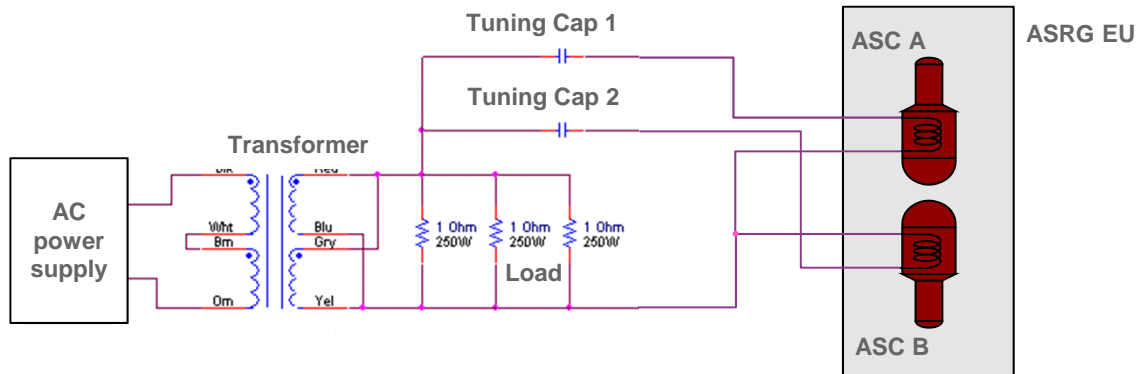 Tuning Cap 1
ASRG EU
ASC A
Tuning Cap 2
Transformer
Red
AC
power
supply
Wht
Brn
Blu
Gry
1 Ohm
250W
1 Ohm
250W
1 Ohm
250W
Load
Orn
Yel
ASC B